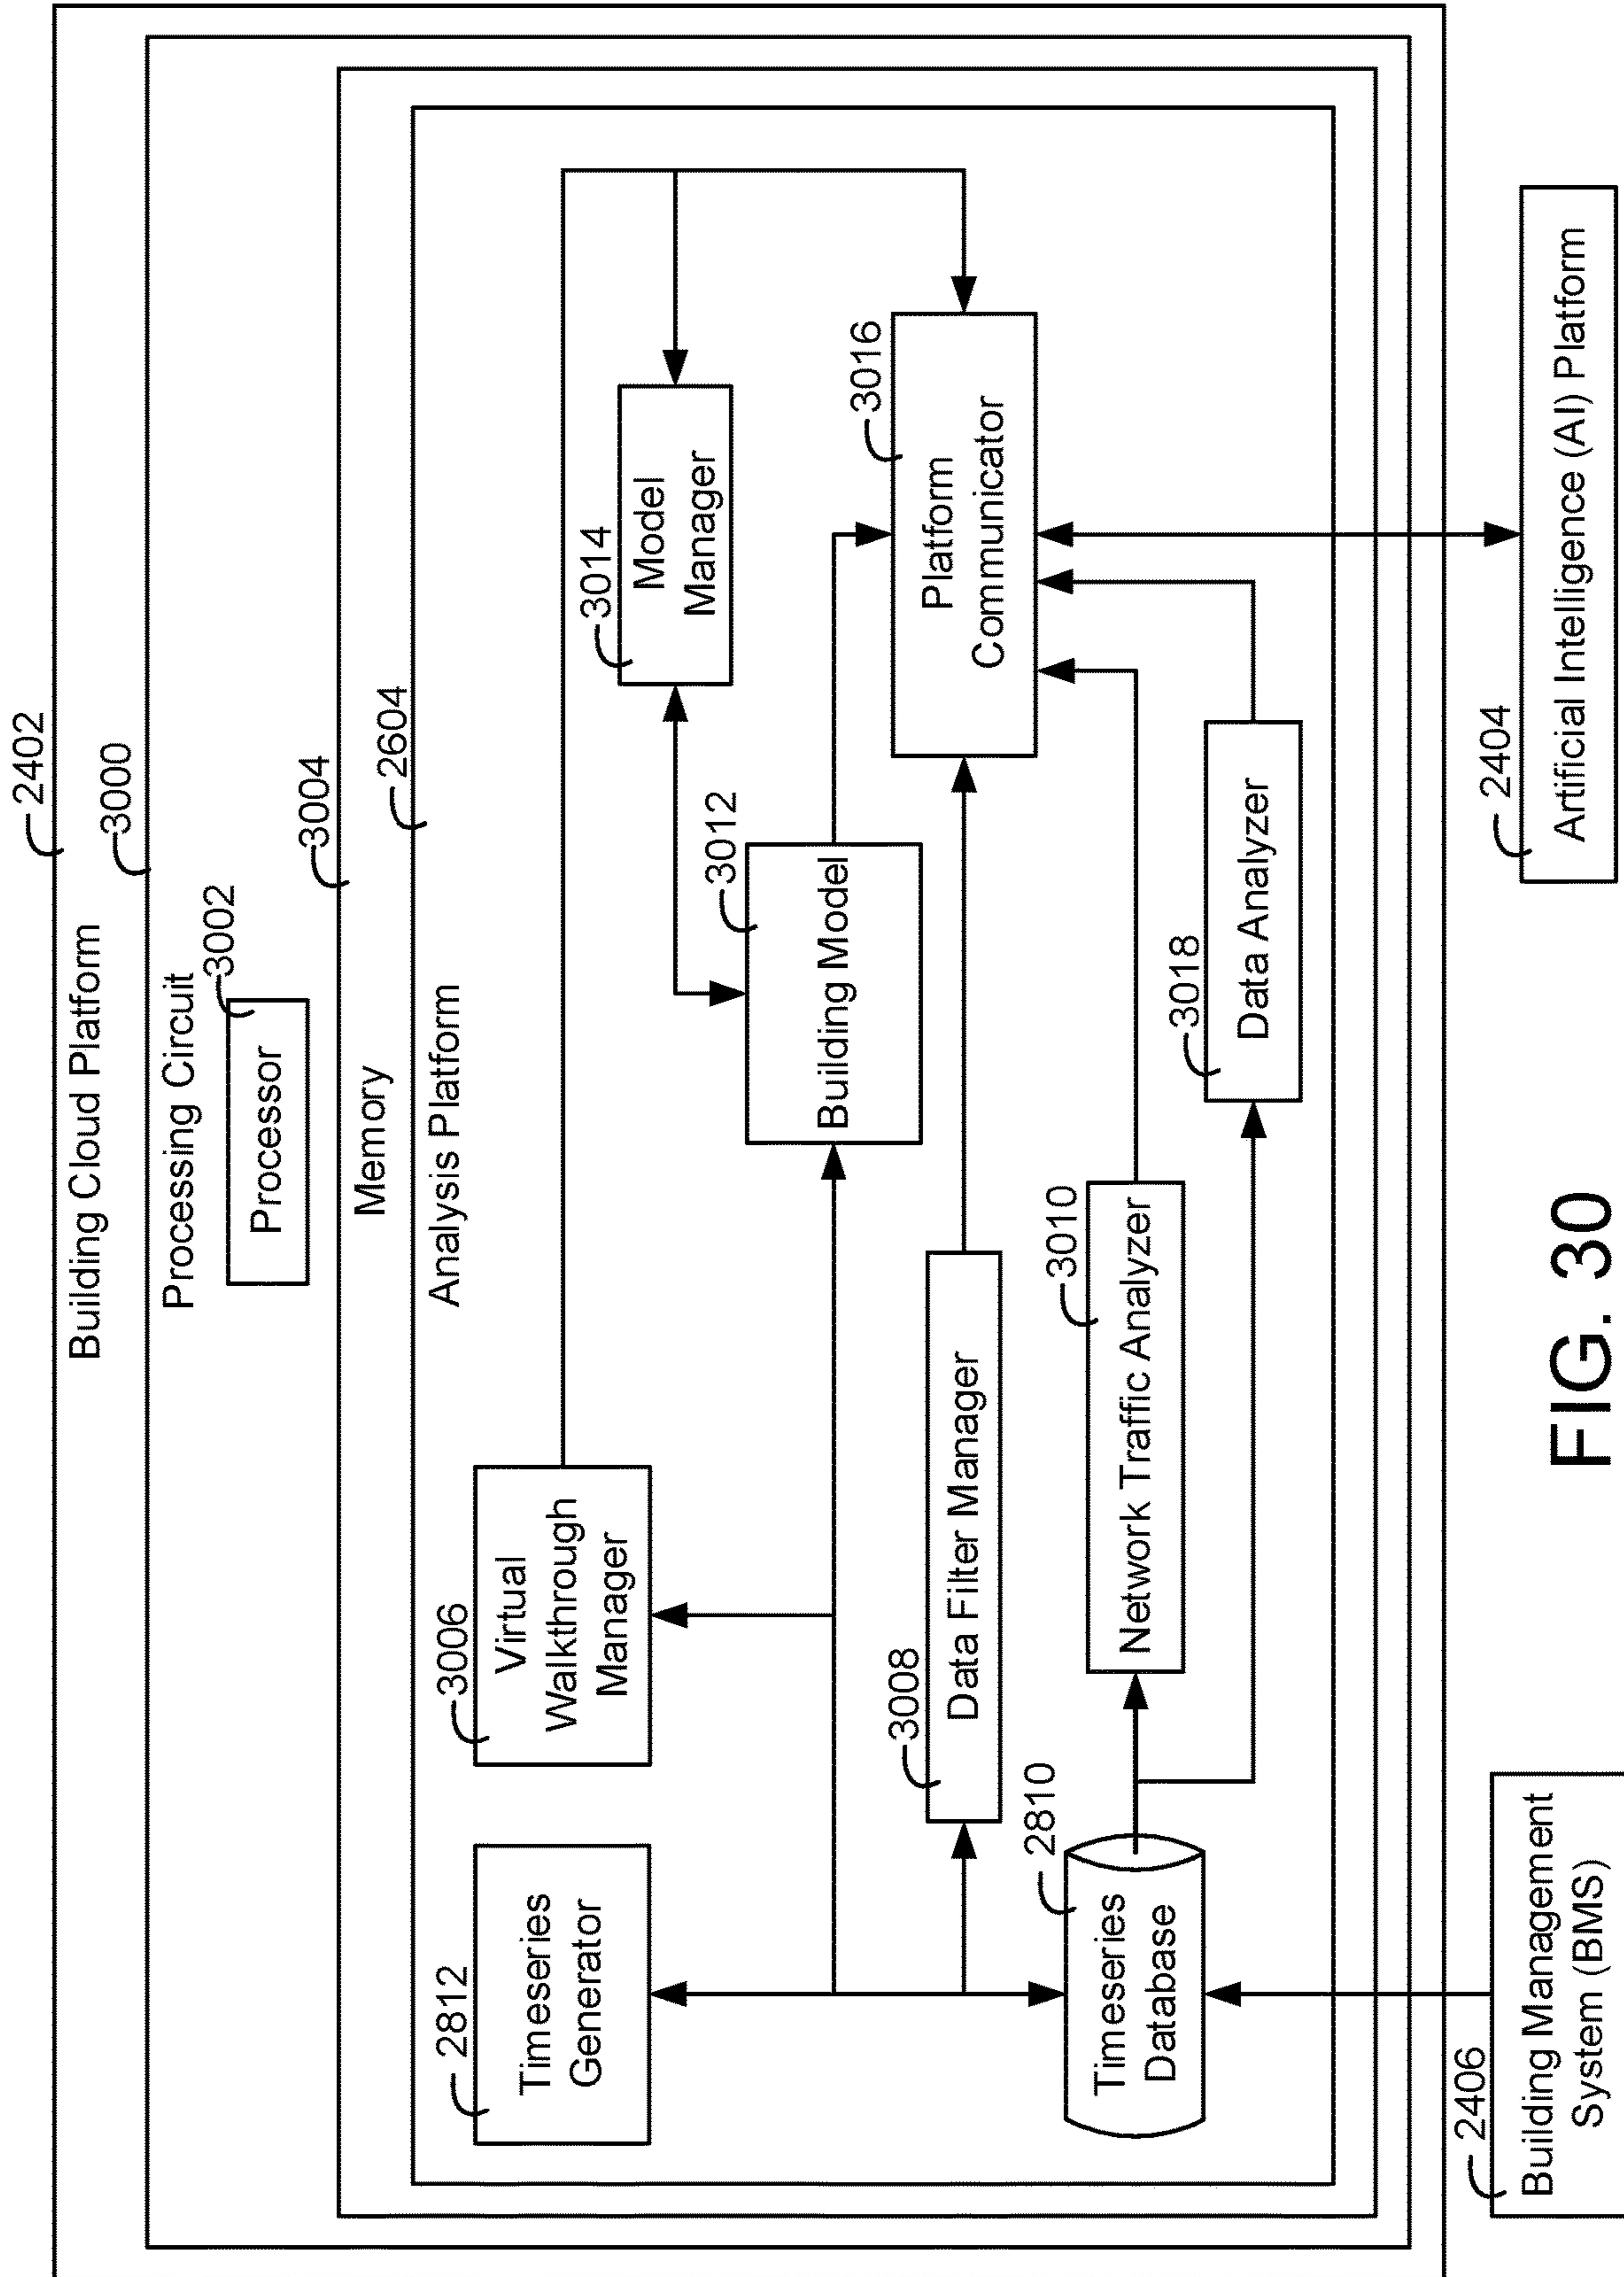 2402
Building Cloud Platform
3000
Processing Circuit
3002
Processor
3004
Memory
2604
Analysis Platform
2812
Timeseries
Generator
3006
Virtual
Walkthrough
Manager
3014
Model
Manager
3012
Building Model
3016
Platform
Communicator
3008
Data Filter Manager
2810
Timeseries
Database
3010
Network Traffic Analyzer
3018
Data Analyzer
2406
Building Management
System (BMS)
2404
Artificial Intelligence (AI) Platform
FIG. 30